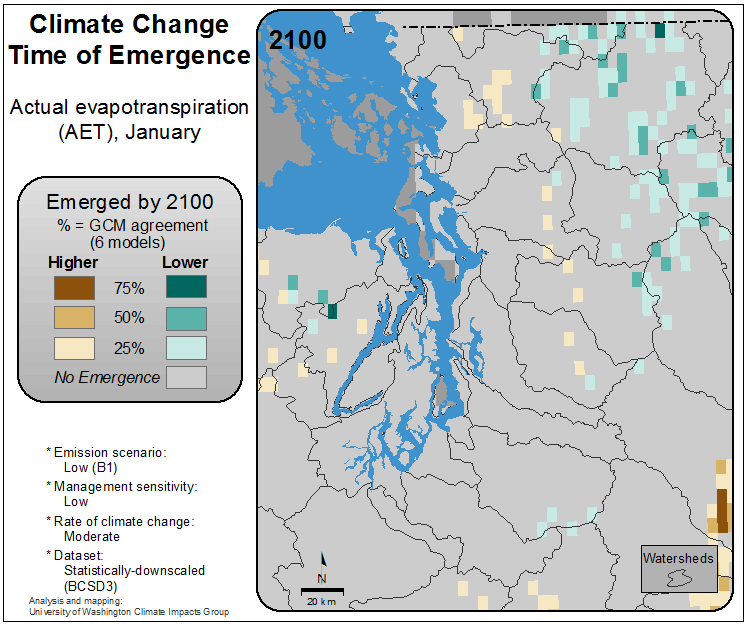 Climate Change
Time of Emergence
Actual evapotranspiration
(AET), January
Emerged by 2100
% = GCM agreement
(6 models)
Higher Lower
75%
50%
25%
No Emergence
* Emission scenario:
Low (B1)
* Management sensitivity:
Low
* Rate of climate change:
Moderate
* Dataset:
Statistically-downscaled
(BCSD3)
Analysis and mapping:
University of Washington Climate Impacts Group
2100
N
20 km
Watersheds